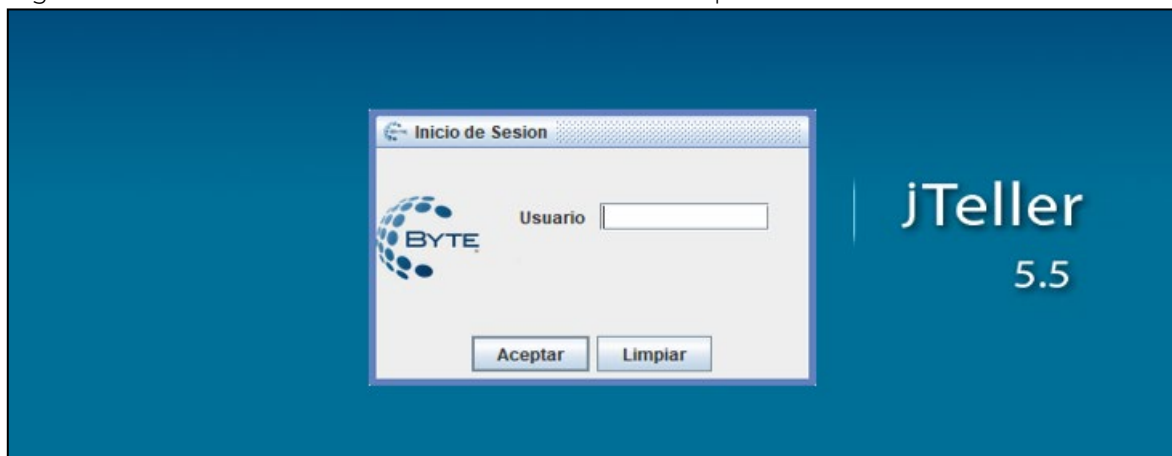 Inicio de Sesion
BYTE
Usuario
jTeller
5.5
Aceptar
Limpiar